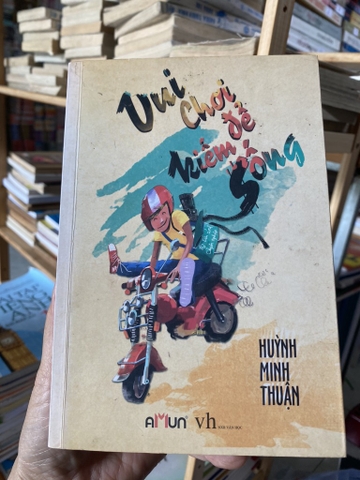 Vui
Chơi
để
kiếm
Sống
HUỲNH
MINH
THUẬN
AMUN
vh